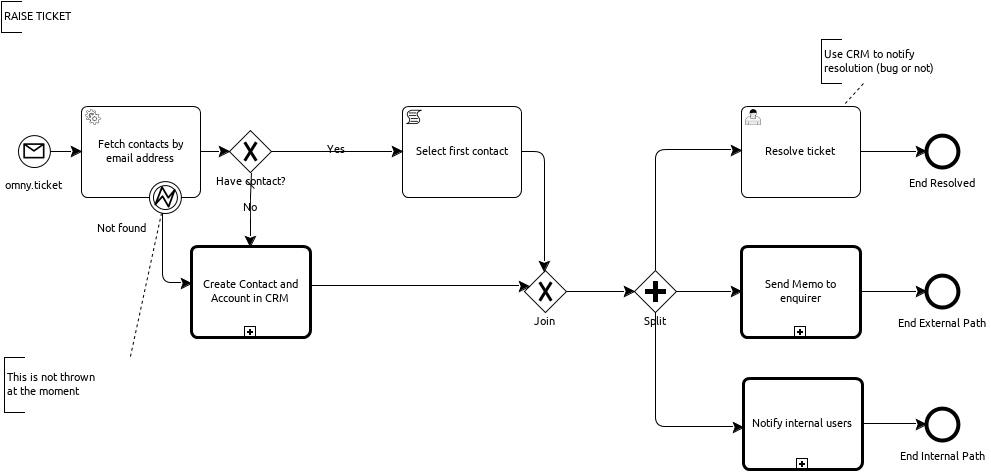 RAISE TICKET
Use CRM to notify
resolution (bug or not)
Fetch contacts by
email address
Yes
Select first contact
Resolve ticket
omny.ticket
Have contact?
End Resolved
No
Not found
Create Contact and
Account in CRM
Send Memo to
enquirer
Join
Split
End External Path
This is not thrown
at the moment
Notify internal users
End Internal Path